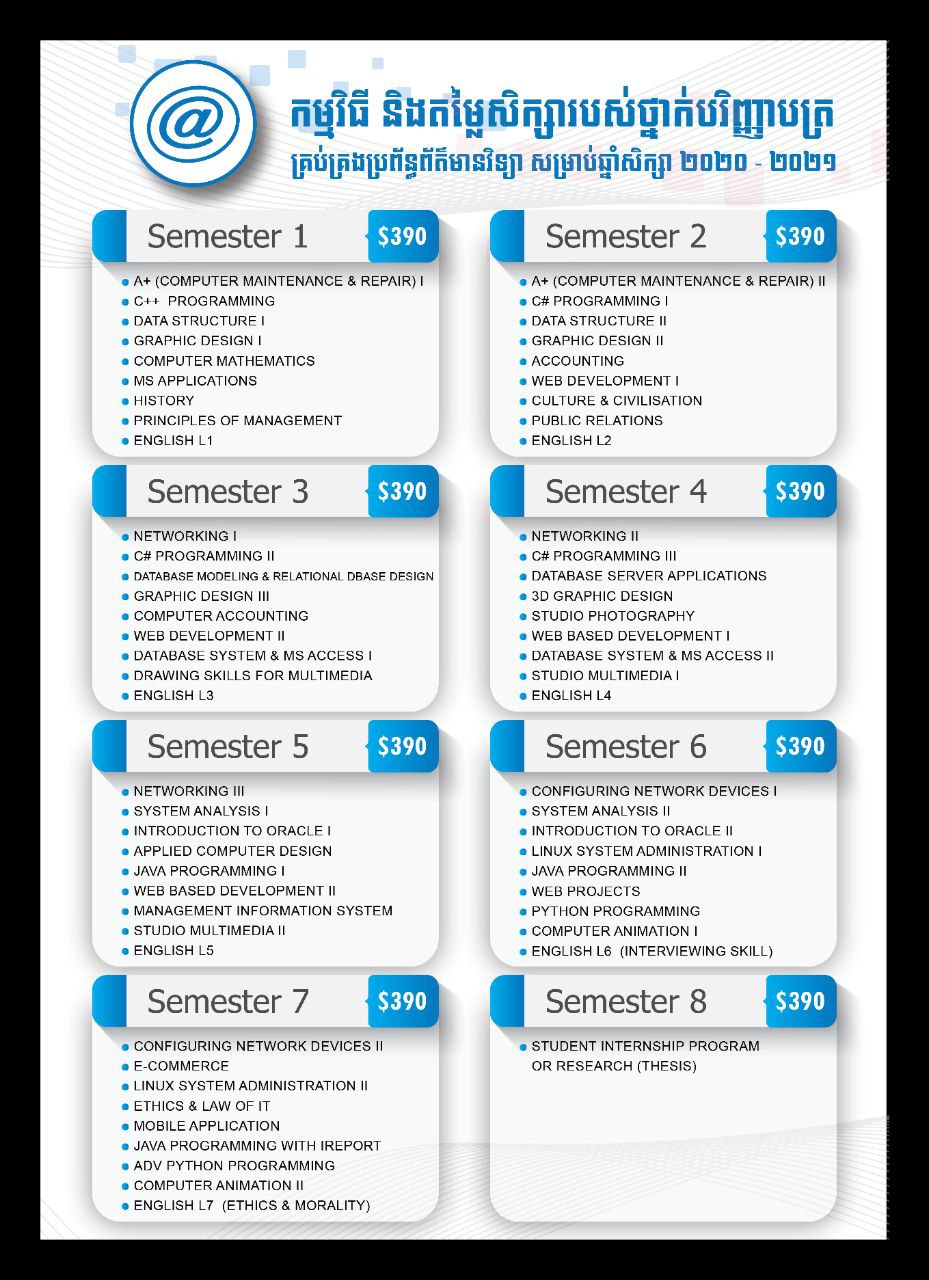 @
កម្មវិធី និងតម្លៃសិក្សារបស់ថ្នាក់បរិញ្ញាបត្រ
គ្រប់គ្រងប្រព័ន្ធព័ត៌មានវិទ្យា សម្រាប់ឆ្នាំសិក្សា ២០២០ - ២០២១
Semester 1 $390
A+ (COMPUTER MAINTENANCE & REPAIR) I
C++ PROGRAMMING
DATA STRUCTURE I
GRAPHIC DESIGN I
COMPUTER MATHEMATICS
MS APPLICATIONS
HISTORY
PRINCIPLES OF MANAGEMENT
ENGLISH L1
Semester 2 $390
A+ (COMPUTER MAINTENANCE & REPAIR) II
C# PROGRAMMING I
DATA STRUCTURE II
GRAPHIC DESIGN II
ACCOUNTING
WEB DEVELOPMENT I
CULTURE & CIVILISATION
PUBLIC RELATIONS
ENGLISH L2
Semester 3 $390
NETWORKING I
C# PROGRAMMING II
DATABASE MODELING & RELATIONAL DBASE DESIGN
GRAPHIC DESIGN III
COMPUTER ACCOUNTING
WEB DEVELOPMENT II
DATABASE SYSTEM & MS ACCESS I
DRAWING SKILLS FOR MULTIMEDIA
ENGLISH L3
Semester 4 $390
NETWORKING II
C# PROGRAMMING III
DATABASE SERVER APPLICATIONS
3D GRAPHIC DESIGN
STUDIO PHOTOGRAPHY
WEB BASED DEVELOPMENT I
DATABASE SYSTEM & MS ACCESS II
STUDIO MULTIMEDIA I
ENGLISH L4
Semester 5 $390
NETWORKING III
SYSTEM ANALYSIS I
INTRODUCTION TO ORACLE I
APPLIED COMPUTER DESIGN
JAVA PROGRAMMING I
WEB BASED DEVELOPMENT II
MANAGEMENT INFORMATION SYSTEM
STUDIO MULTIMEDIA II
ENGLISH L5
Semester 6 $390
CONFIGURING NETWORK DEVICES I
SYSTEM ANALYSIS II
INTRODUCTION TO ORACLE II
LINUX SYSTEM ADMINISTRATION I
JAVA PROGRAMMING II
WEB PROJECTS
PYTHON PROGRAMMING
COMPUTER ANIMATION I
ENGLISH L6 (INTERVIEWING SKILL)
Semester 7 $390
CONFIGURING NETWORK DEVICES II
E-COMMERCE
LINUX SYSTEM ADMINISTRATION II
ETHICS & LAW OF IT
MOBILE APPLICATION
JAVA PROGRAMMING WITH IREPORT
ADV PYTHON PROGRAMMING
COMPUTER ANIMATION II
ENGLISH L7 (ETHICS & MORALITY)
Semester 8 $390
STUDENT INTERNSHIP PROGRAM
OR RESEARCH (THESIS)